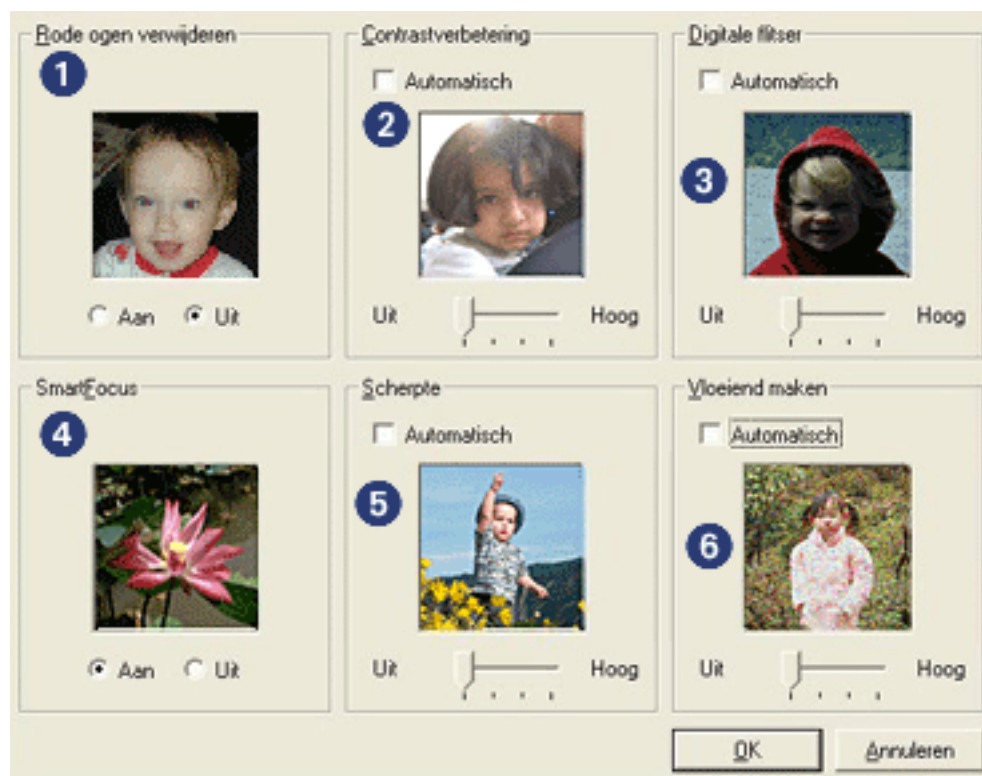 Rode ogen verwijderen
1
Aan Uit
Contrastverbetering
Automatisch
2
Uit Hoog
Digitale flitser
Automatisch
3
Uit Hoog
SmartFocus
4
Aan Uit
Scherpte
Automatisch
5
Uit Hoog
Vloeiend maken
Automatisch
6
Uit Hoog
OK Annuleren